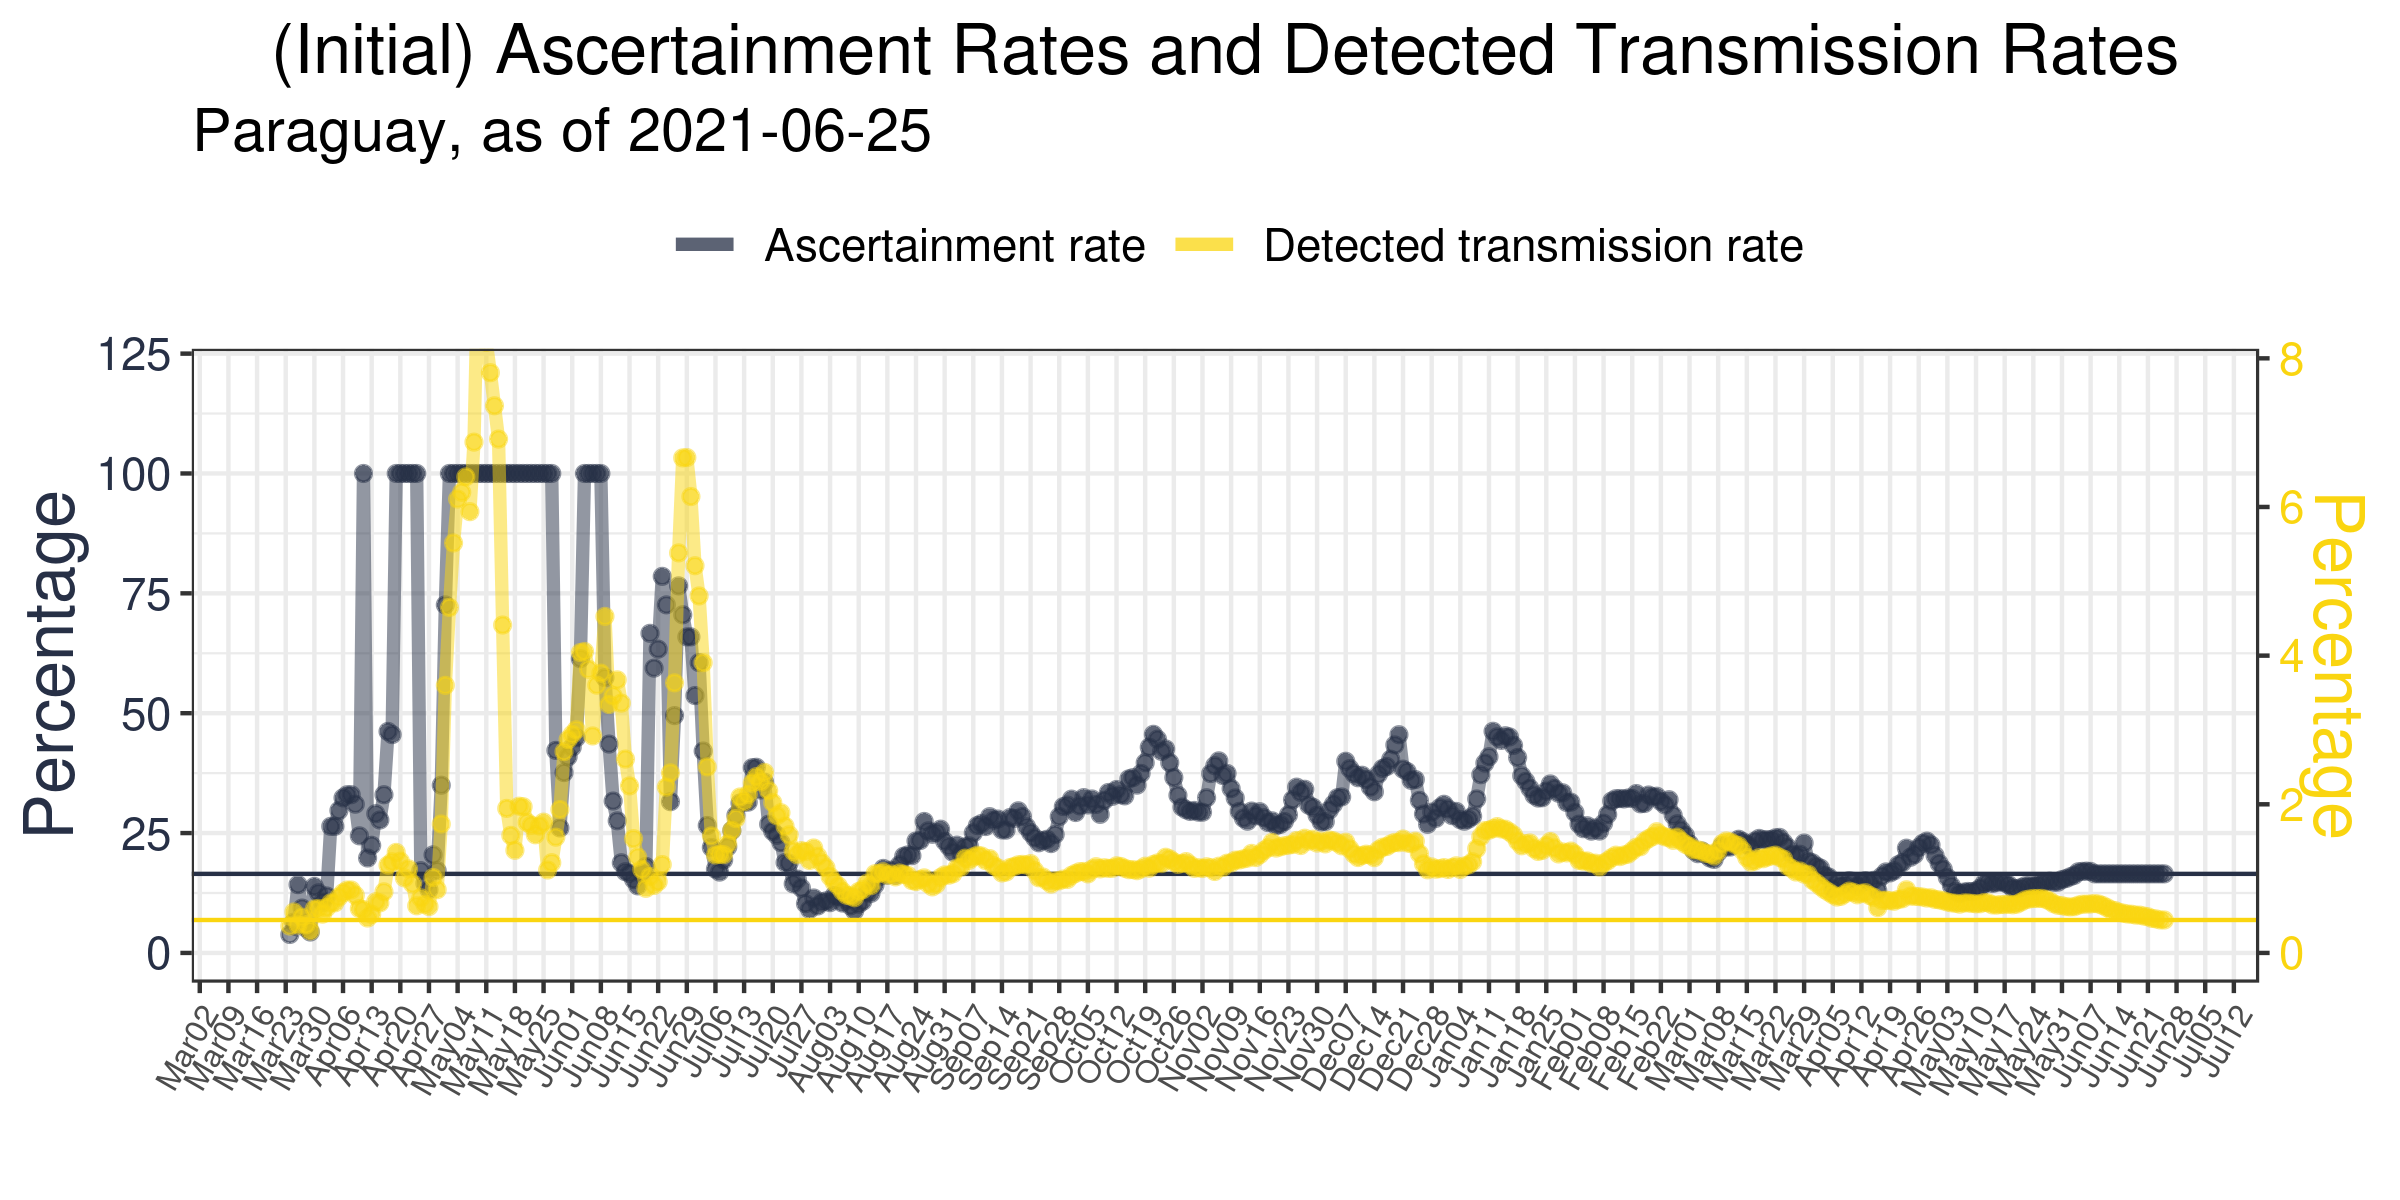 (Initial) Ascertainment Rates and Detected Transmission Rates
Paraguay, as of 2021-06-25
Ascertainment rate
Detected transmission rate
Percentage
125
100
75
50
25
0
8
6
4
2
0
Percentage
Mar02
Mar09
Mar16
Mar23
Mar30
Apr06
Apr13
Apr20
Apr27
May04
May11
May18
May25
Jun01
Jun08
Jun15
Jun22
Jun29
Jul06
Jul13
Jul20
Jul27
Aug03
Aug10
Aug17
Aug24
Aug31
Sep07
Sep14
Sep21
Sep28
Oct05
Oct12
Oct19
Oct26
Nov02
Nov09
Nov16
Nov23
Nov30
Dec07
Dec14
Dec21
Dec28
Jan04
Jan11
Jan18
Jan25
Feb01
Feb08
Feb15
Feb22
Mar01
Mar08
Mar15
Mar22
Mar29
Apr05
Apr12
Apr19
Apr26
May03
May10
May17
May24
May31
Jun07
Jun14
Jun21
Jun28
Jul05
Jul12